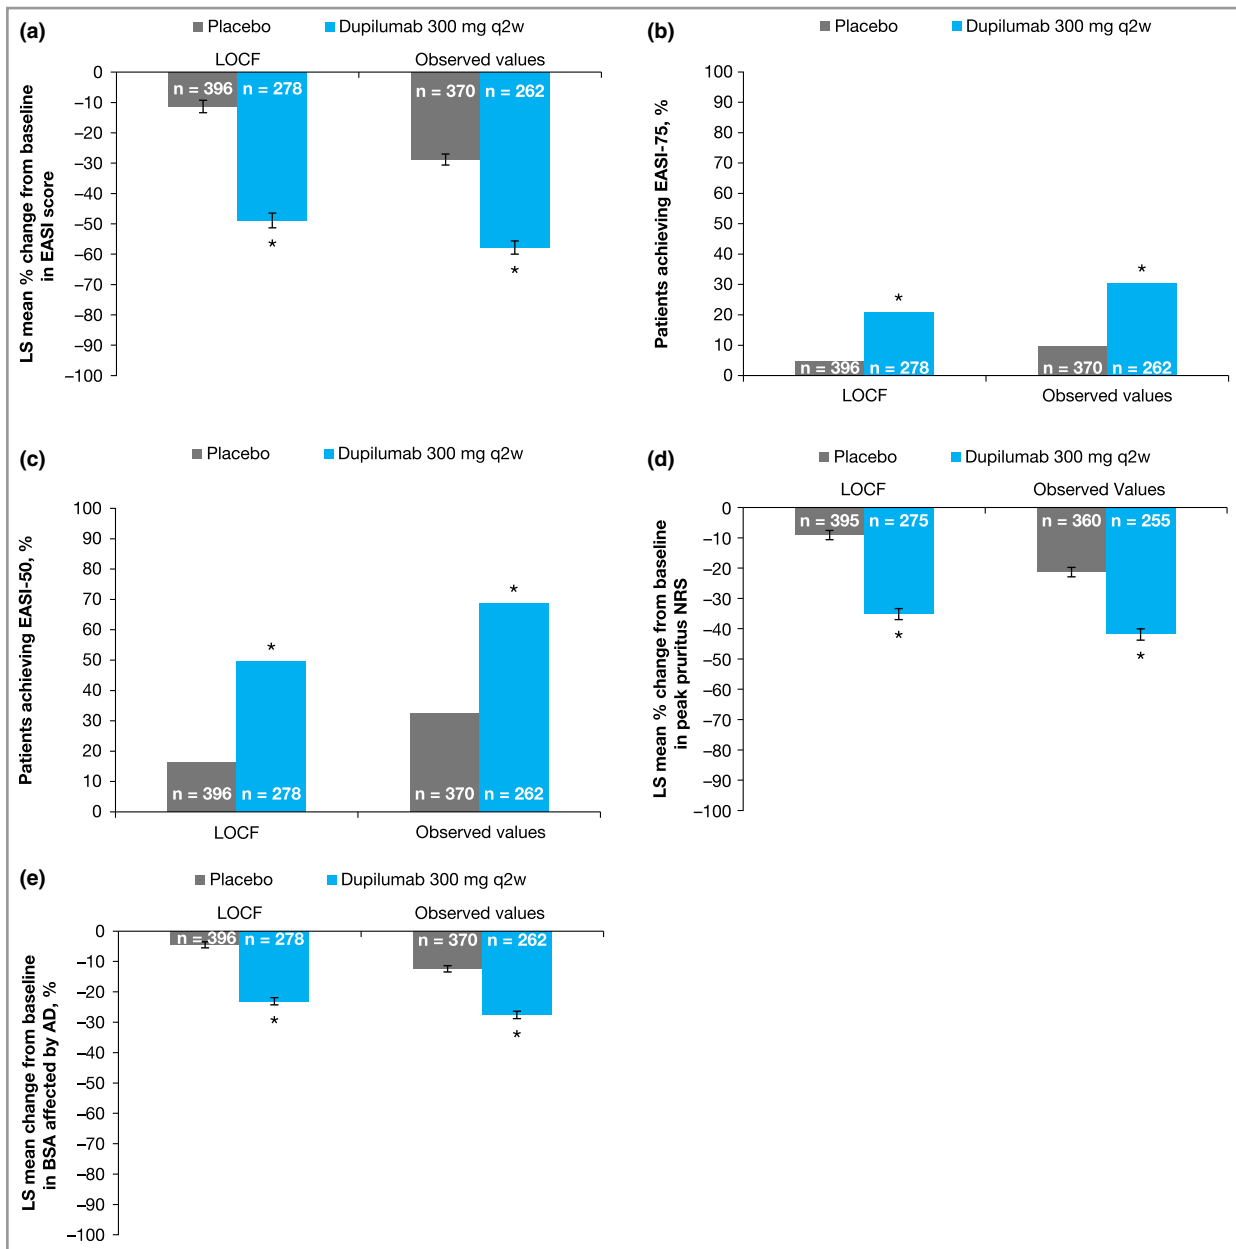 (a)
Placebo Dupilumab 300 mg q2w
LOCF Observed values
LS mean % change from baseline
in EASI score
0
–10
–20
–30
–40
–50
–60
–70
–80
–90
–100
n = 396 n = 278 n = 370 n = 262
*
*
(b)
Placebo Dupilumab 300 mg q2w
Patients achieving EASI-75, %
100
90
80
70
60
50
40
30
20
10
0
*
*
n = 396 n = 278 n = 370 n = 262
LOCF Observed values
(c)
Placebo Dupilumab 300 mg q2w
Patients achieving EASI-50, %
100
90
80
70
60
50
40
30
20
10
0
*
*
n = 396 n = 278 n = 370 n = 262
LOCF Observed values
(d)
Placebo Dupilumab 300 mg q2w
LOCF Observed Values
LS mean % change from baseline
in peak pruritus NRS
0
–10
–20
–30
–40
–50
–60
–70
–80
–90
–100
n = 395 n = 275 n = 360 n = 255
*
*
(e)
Placebo Dupilumab 300 mg q2w
LOCF Observed values
LS mean change from baseline
in BSA affected by AD, %
0
–10
–20
–30
–40
–50
–60
–70
–80
–90
–100
n = 396 n = 278 n = 370 n = 262
*
*